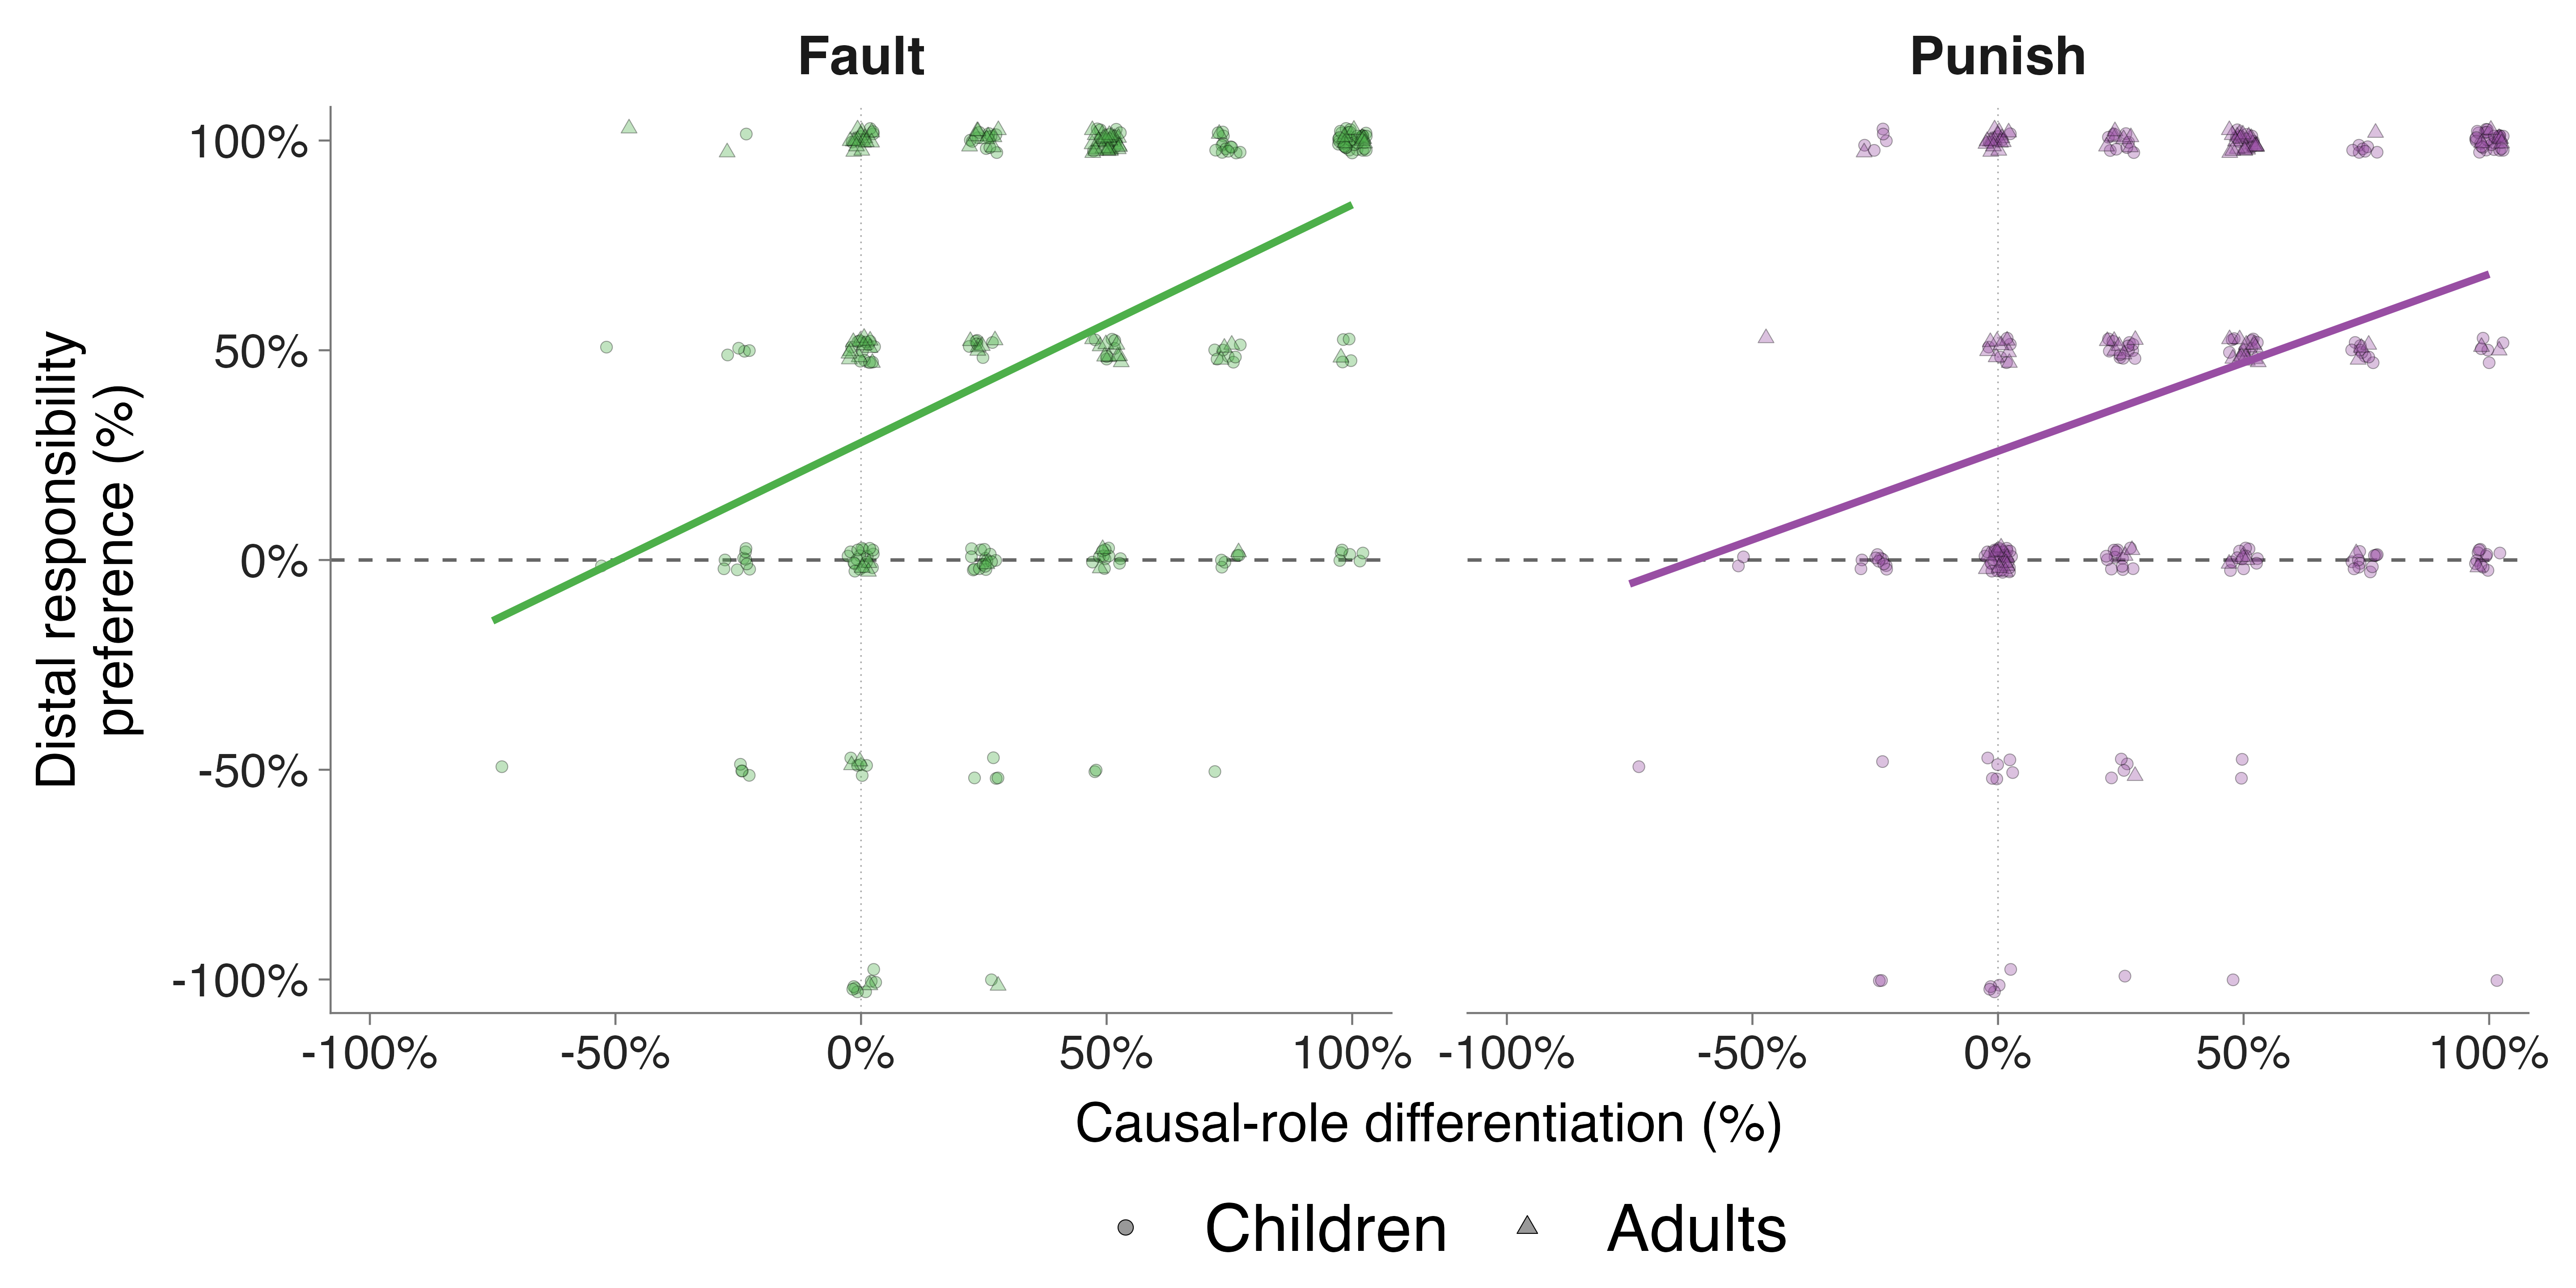 Fault
Punish
Distal responsibility
preference (%)
100%
50%
0%
-50%
-100%
-100%
-50%
0%
50%
100%
-100%
-50%
0%
50%
100%
Causal-role differentiation (%)
Children
Adults